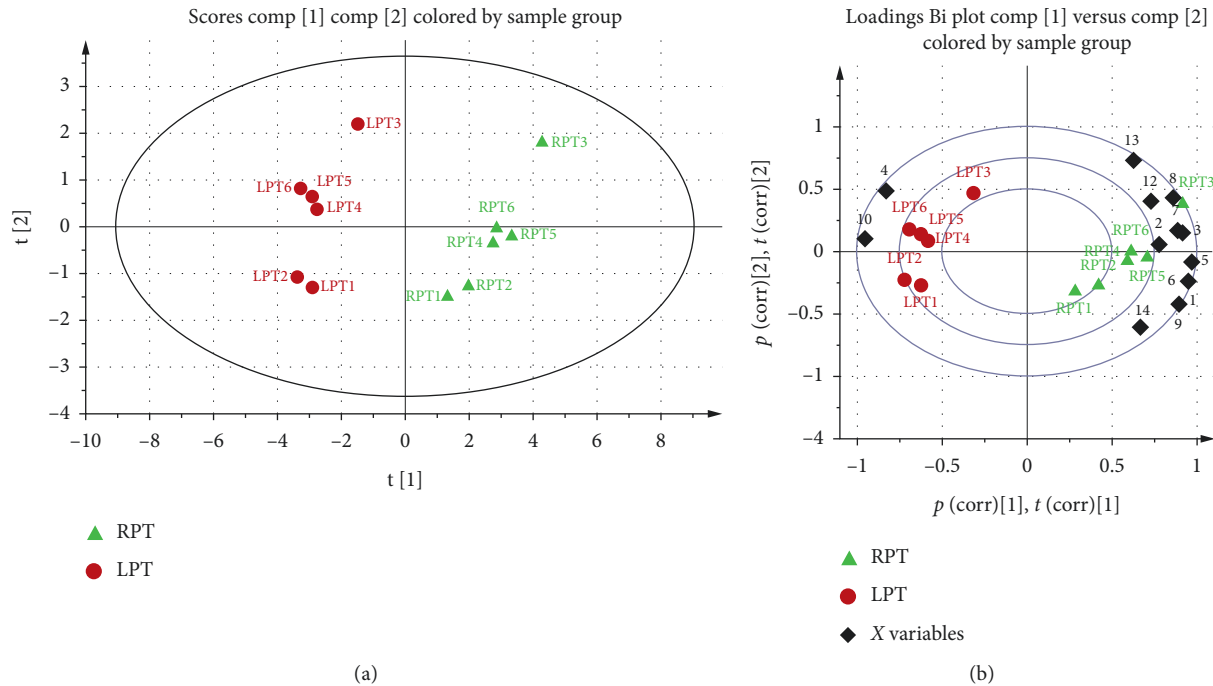 Scores comp [1] comp [2] colored by sample group
3
2
1
0
−1
−2
−3
−4
t [2]
−10
−8
−6
−4
−2
0
2
4
6
8
t [1]
LPT3
RPT3
LPT6
LPT5
LPT4
RPT6
RPT4
RPT5
LPT2
LPT1
RPT1
RPT2
RPT
LPT
(a)
Loadings Bi plot comp [1] versus comp [2]
colored by sample group
1
0.5
0
−0.5
−1
−4
p (corr)[2], t (corr)[2]
−1
−0.5
0
0.5
1
p (corr)[1], t (corr)[1]
13
4
LPT3
12
8
RPT3
10
LPT6
LPT5
LPT4
RPT6
2
7
3
LPT2
RPT4
RPT2
RPT5
5
6
LPT1
RPT1
14
1
9
RPT
LPT
X variables
(b)